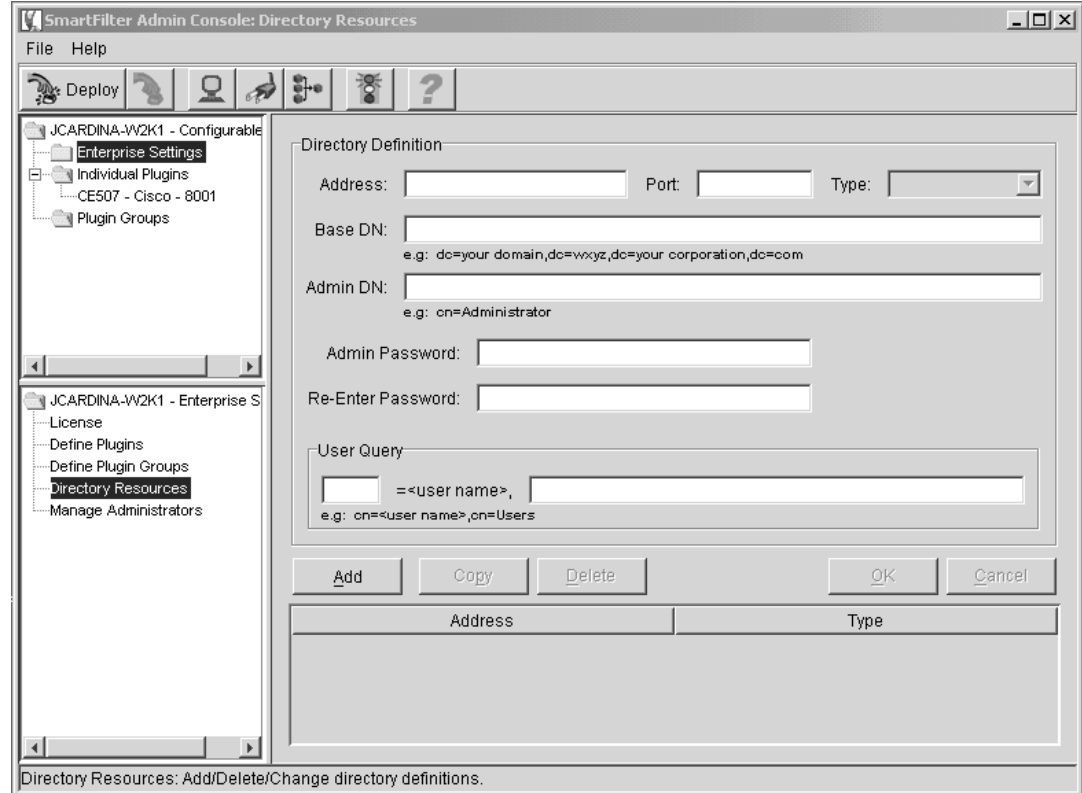 SmartFilter Admin Console: Directory Resources
File Help
Deploy
JCARDINA-W2K1 - Configurable
Enterprise Settings
Individual Plugins
CE507 - Cisco - 8001
Plugin Groups
JCARDINA-W2K1 - Enterprise S
License
Define Plugins
Define Plugin Groups
Directory Resources
Manage Administrators
Directory Definition
Address: Port: Type:
Base DN:
e.g: dc=your domain,dc=wxyz,dc=your corporation,dc=com
Admin DN:
e.g: cn=Administrator
Admin Password:
Re-Enter Password:
User Query
=<user name>,
e.g: cn=<user name>,cn=Users
Add Copy Delete OK Cancel
Address Type
Directory Resources: Add/Delete/Change directory definitions.